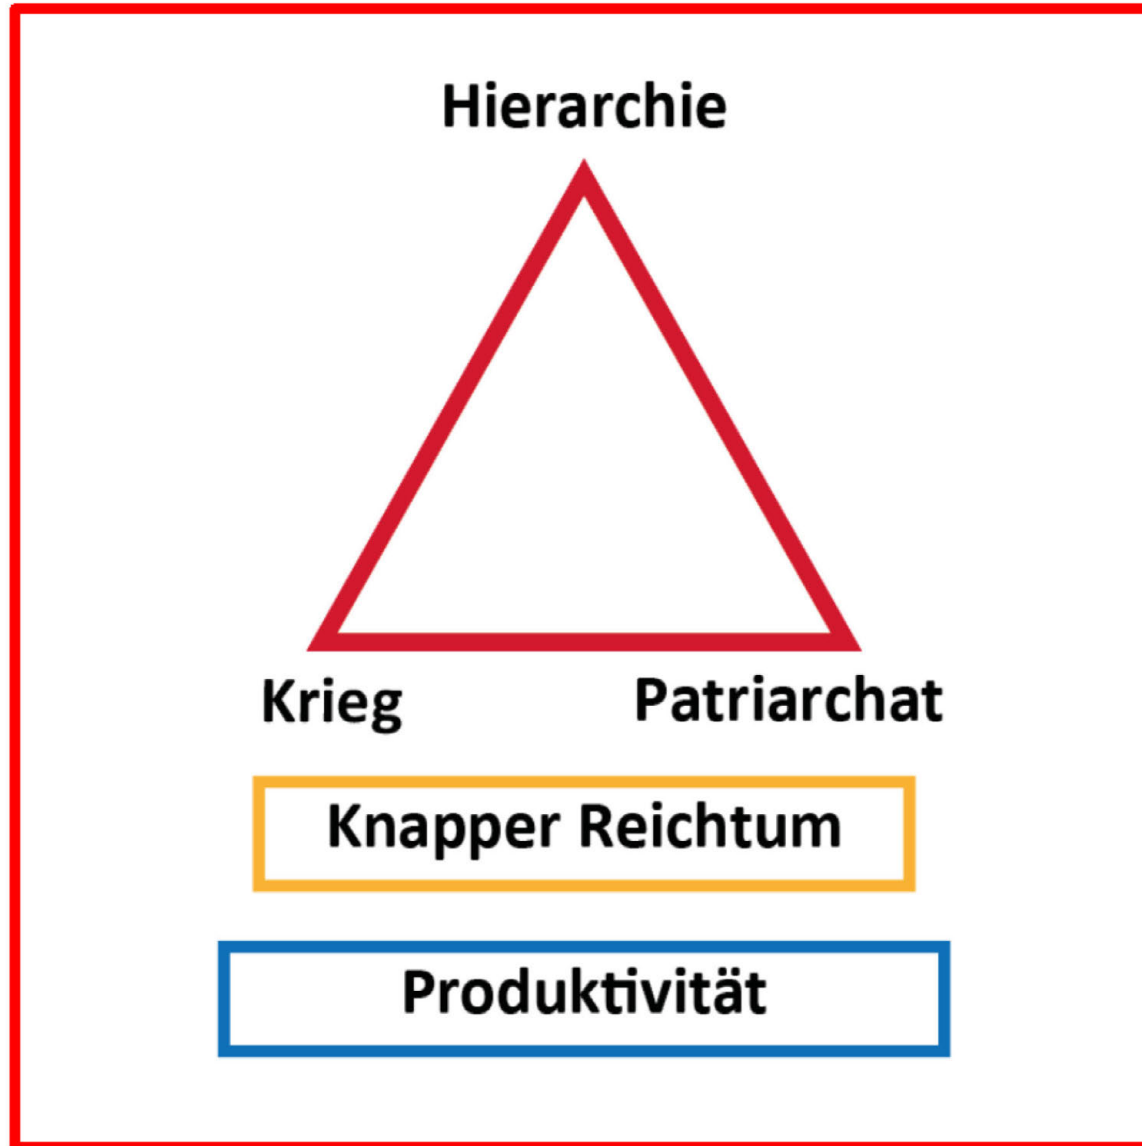 Hierarchie
Krieg Patriarchat
Knapper Reichtum
Produktivität